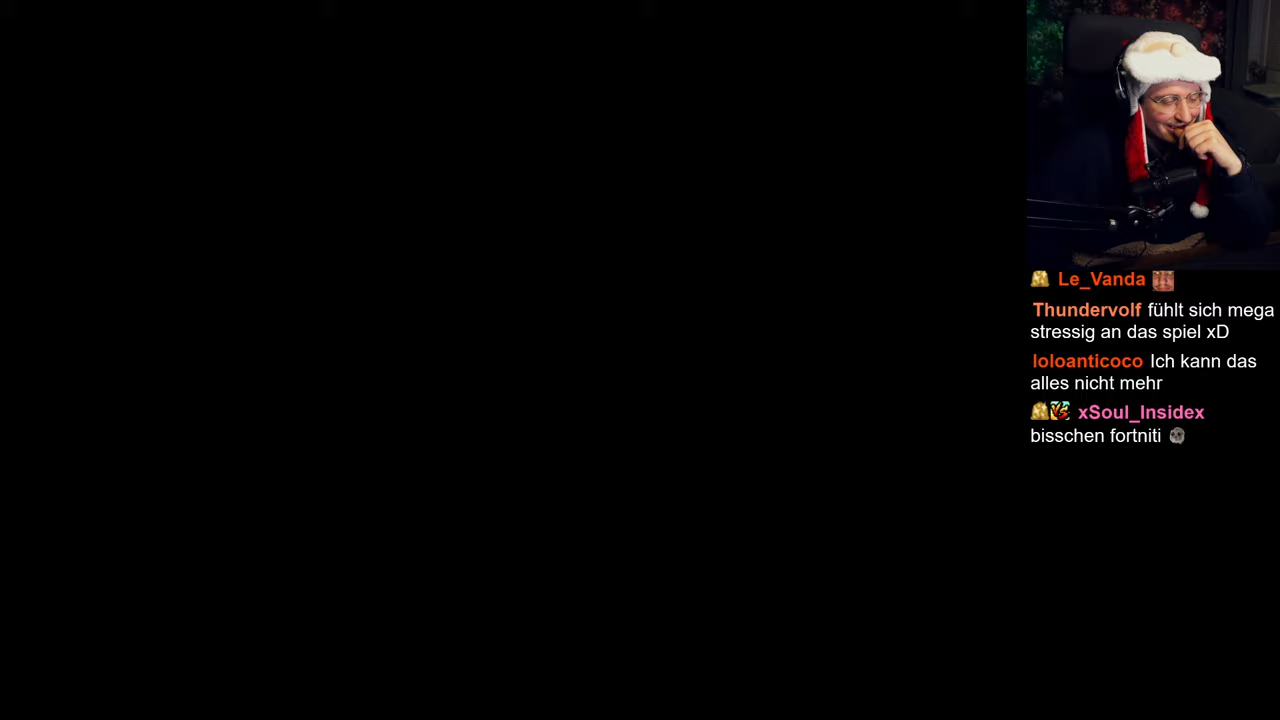 Le_Vanda
Thundervolf fühlt sich mega
stressig an das spiel xD
loloanticoco Ich kann das
alles nicht mehr
xSoul_Insidex
bisschen fortniti